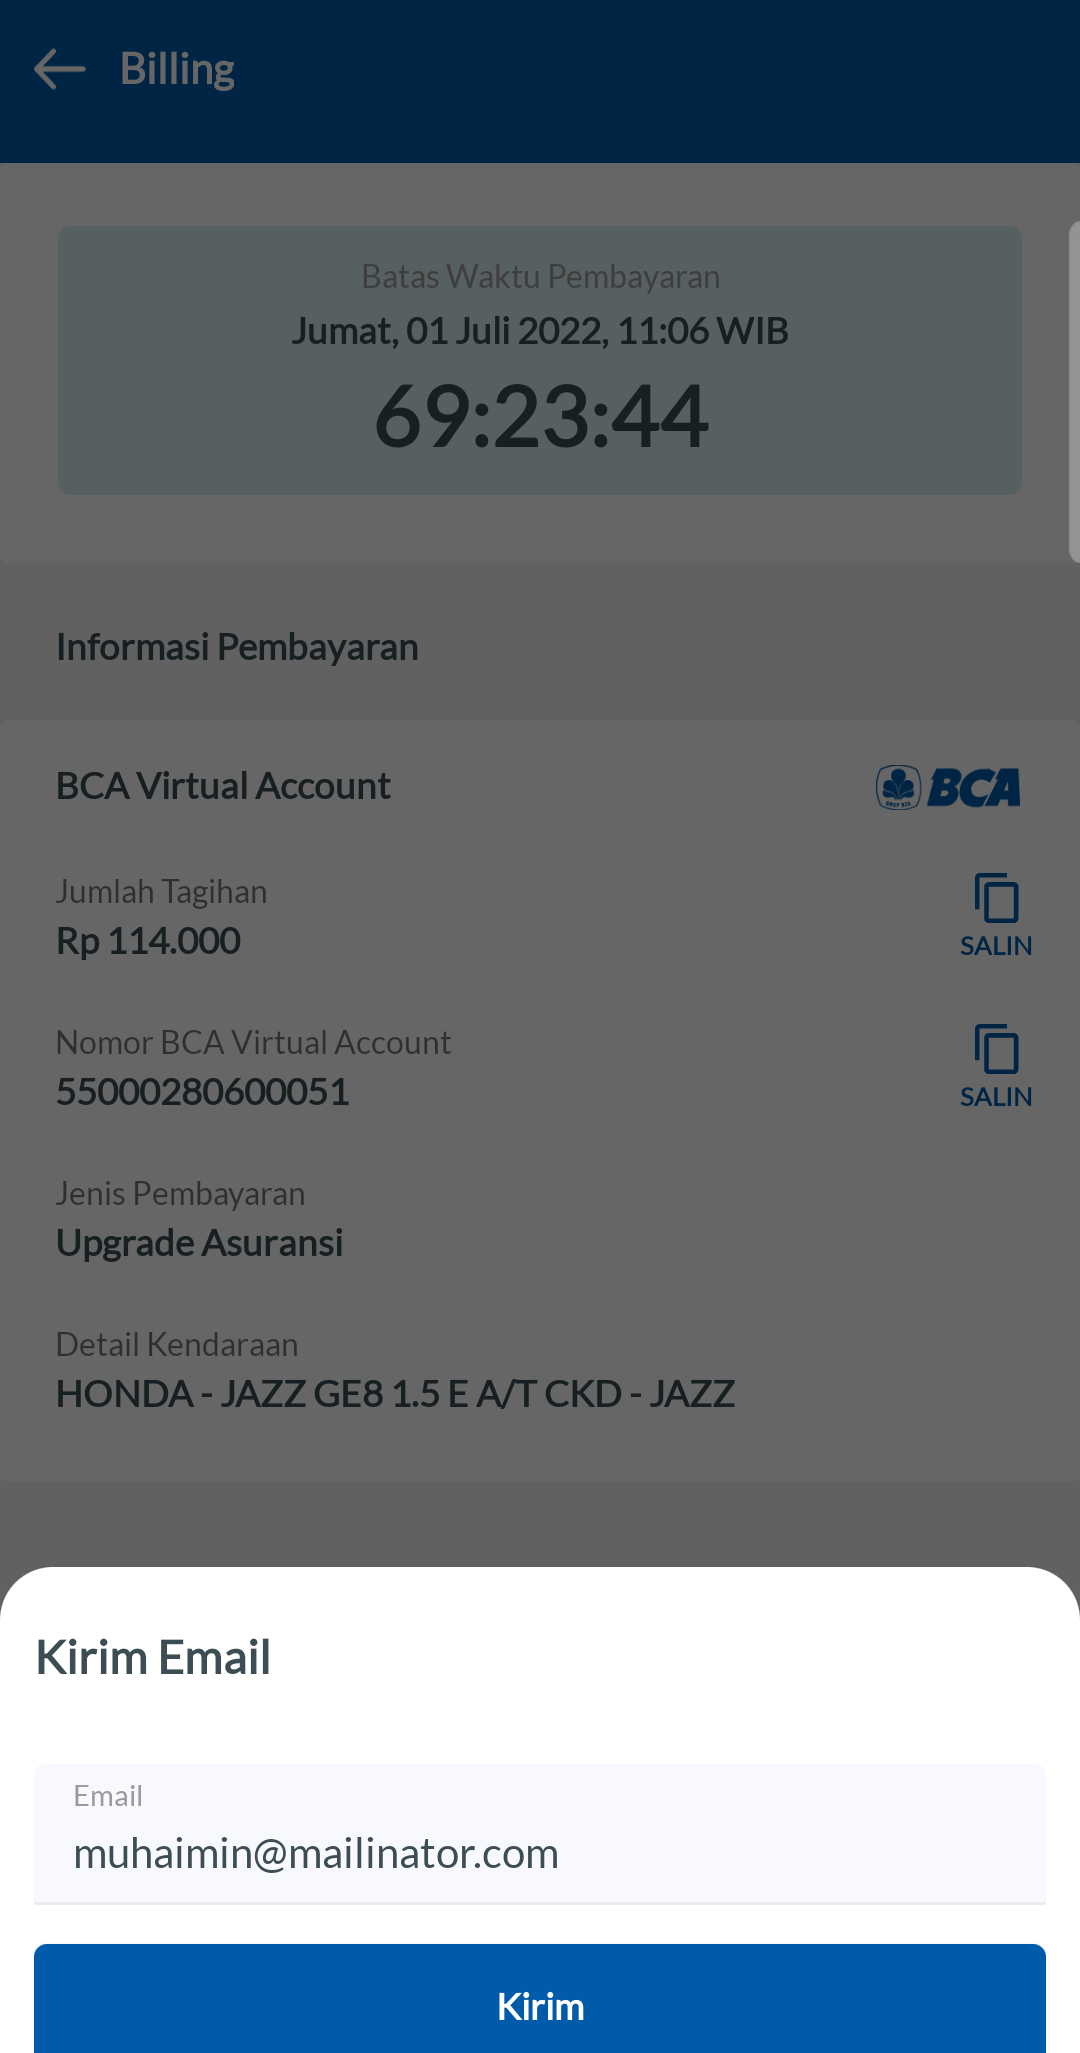 Billing
Batas Waktu Pembayaran
Jumat, 01 Juli 2022, 11:06 WIB
69:23:44
Informasi Pembayaran
BCA Virtual Account
BCA
Jumlah Tagihan
Rp 114.000
SALIN
Nomor BCA Virtual Account
55000280600051
SALIN
Jenis Pembayaran
Upgrade Asuransi
Detail Kendaraan
HONDA - JAZZ GE8 1.5 E A/T CKD - JAZZ
Kirim Email
Email
muhaimin@mailinator.com
Kirim